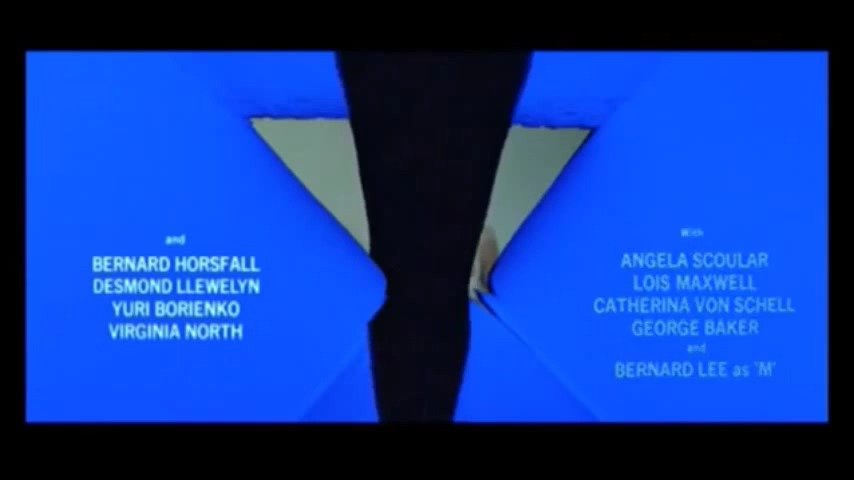 and
BERNARD HORSFALL
DESMOND LLEWELYN
YURI BORIENKO
VIRGINIA NORTH
With
ANGELA SCOULAR
LOIS MAXWELL
CATHERINA VON SCHELL
GEORGE BAKER
and
BERNARD LEE as 'M'